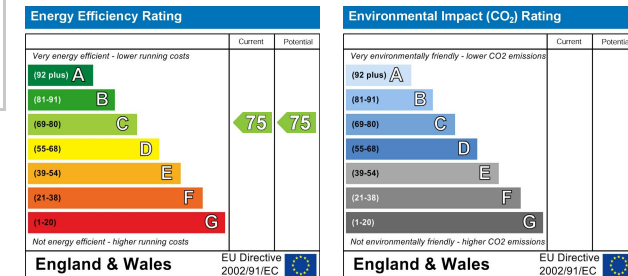 Energy Efficiency Rating
Current Potential
Very energy efficient - lower running costs
(92 plus) A
(81-91) B
(69-80) C
75 75
(55-68) D
(39-54) E
(21-38) F
(1-20) G
Not energy efficient - higher running costs
England & Wales
EU Directive
2002/91/EC
Environmental Impact (CO₂) Rating
Current Potential
Very environmentally friendly - lower CO2 emissions
(92 plus) A
(81-91) B
(69-80) C
(55-68) D
(39-54) E
(21-38) F
(1-20) G
Not environmentally friendly - higher CO2 emissions
England & Wales
EU Directive
2002/91/EC